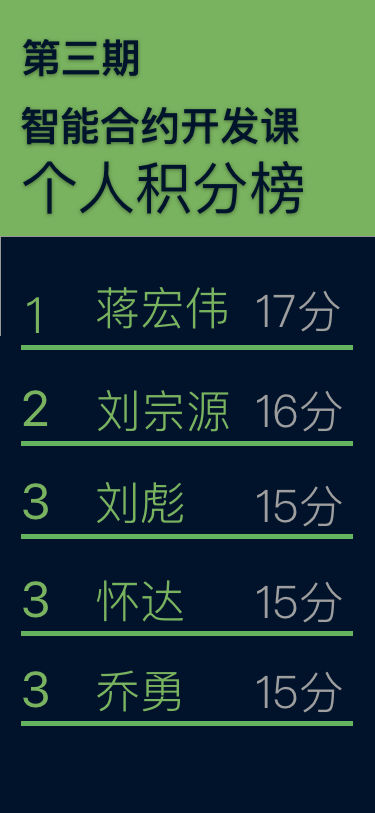 第三期
智能合约开发课
个人积分榜
1 蒋宏伟 17分
2 刘宗源 16分
3 刘彪 15分
3 怀达 15分
3 乔勇 15分